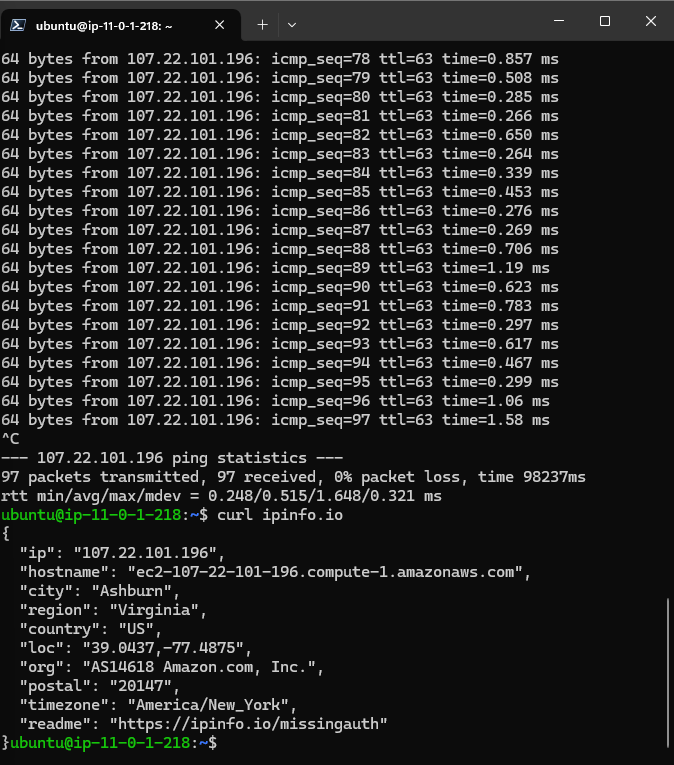 ubuntu@ip-11-0-1-218: ~
64 bytes from 107.22.101.196: icmp_seq=78 ttl=63 time=0.857 ms
64 bytes from 107.22.101.196: icmp_seq=79 ttl=63 time=0.508 ms
64 bytes from 107.22.101.196: icmp_seq=80 ttl=63 time=0.285 ms
64 bytes from 107.22.101.196: icmp_seq=81 ttl=63 time=0.266 ms
64 bytes from 107.22.101.196: icmp_seq=82 ttl=63 time=0.650 ms
64 bytes from 107.22.101.196: icmp_seq=83 ttl=63 time=0.264 ms
64 bytes from 107.22.101.196: icmp_seq=84 ttl=63 time=0.339 ms
64 bytes from 107.22.101.196: icmp_seq=85 ttl=63 time=0.453 ms
64 bytes from 107.22.101.196: icmp_seq=86 ttl=63 time=0.276 ms
64 bytes from 107.22.101.196: icmp_seq=87 ttl=63 time=0.269 ms
64 bytes from 107.22.101.196: icmp_seq=88 ttl=63 time=0.706 ms
64 bytes from 107.22.101.196: icmp_seq=89 ttl=63 time=1.19 ms
64 bytes from 107.22.101.196: icmp_seq=90 ttl=63 time=0.623 ms
64 bytes from 107.22.101.196: icmp_seq=91 ttl=63 time=0.783 ms
64 bytes from 107.22.101.196: icmp_seq=92 ttl=63 time=0.297 ms
64 bytes from 107.22.101.196: icmp_seq=93 ttl=63 time=0.617 ms
64 bytes from 107.22.101.196: icmp_seq=94 ttl=63 time=0.467 ms
64 bytes from 107.22.101.196: icmp_seq=95 ttl=63 time=0.299 ms
64 bytes from 107.22.101.196: icmp_seq=96 ttl=63 time=1.06 ms
64 bytes from 107.22.101.196: icmp_seq=97 ttl=63 time=1.58 ms
^C
--- 107.22.101.196 ping statistics ---
97 packets transmitted, 97 received, 0% packet loss, time 98237ms
rtt min/avg/max/mdev = 0.248/0.515/1.648/0.321 ms
ubuntu@ip-11-0-1-218:~$ curl ipinfo.io
{
  "ip": "107.22.101.196",
  "hostname": "ec2-107-22-101-196.compute-1.amazonaws.com",
  "city": "Ashburn",
  "region": "Virginia",
  "country": "US",
  "loc": "39.0437,-77.4875",
  "org": "AS14618 Amazon.com, Inc.",
  "postal": "20147",
  "timezone": "America/New_York",
  "readme": "https://ipinfo.io/missingauth"
}ubuntu@ip-11-0-1-218:~$